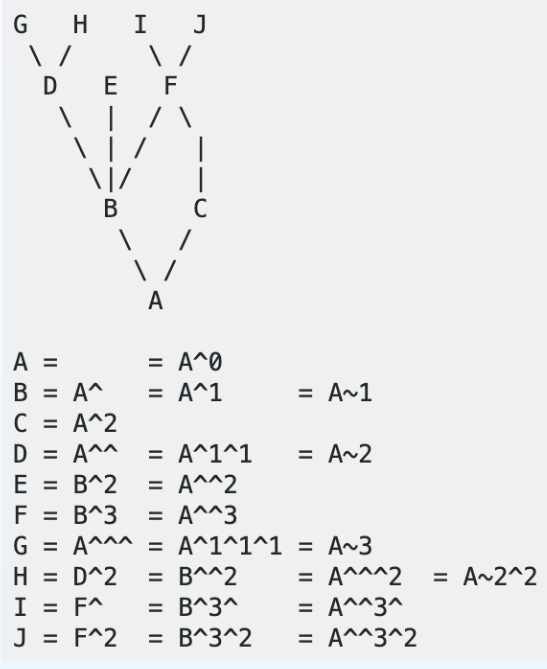 G   H   I   J
 \ /     \ /
  D   E   F
   \  |  / \
    \ | /   |
     \|/    |
      B     C
       \   /
        \ /
         A
A =      = A^0
B = A^   = A^1     = A~1
C = A^2
D = A^^  = A^1^1   = A~2
E = B^2  = A^^2
F = B^3  = A^^3
G = A^^^ = A^1^1^1 = A~3
H = D^2  = B^^2    = A^^^2  = A~2^2
I = F^   = B^3^    = A^^3^
J = F^2  = B^3^2   = A^^3^2